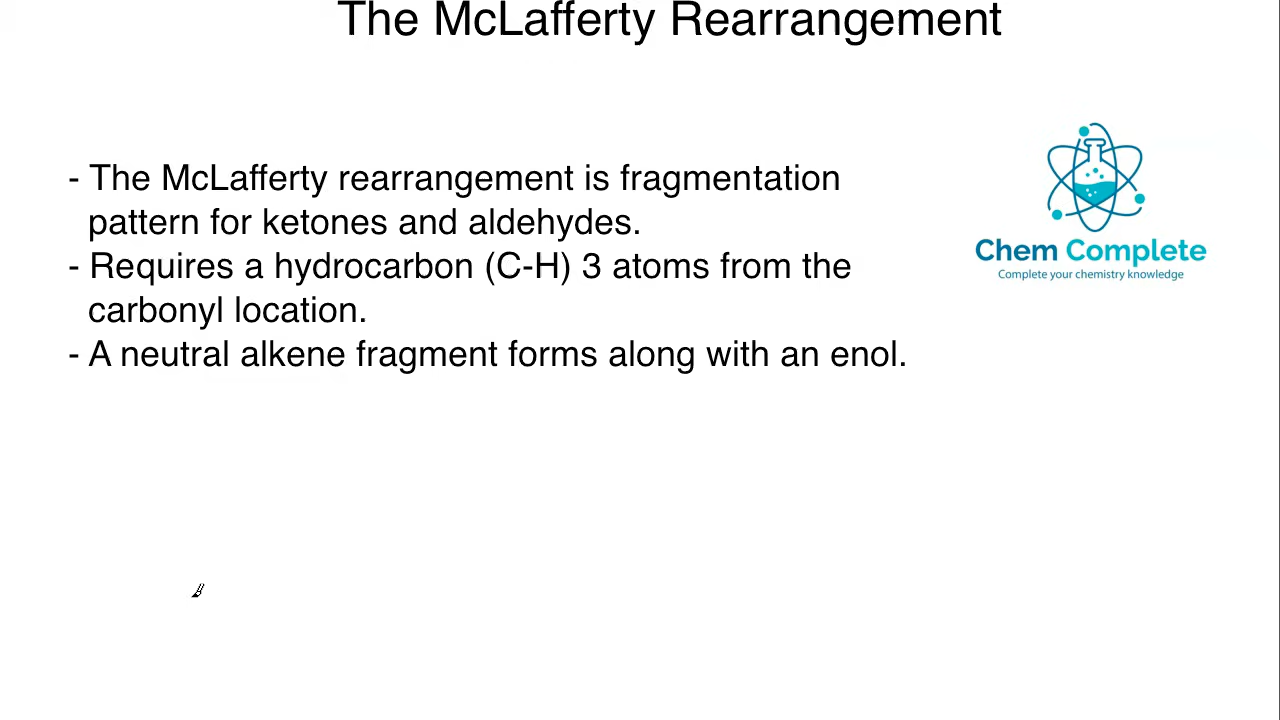 The McLafferty Rearrangement
- The McLafferty rearrangement is fragmentation
pattern for ketones and aldehydes.
- Requires a hydrocarbon (C-H) 3 atoms from the
carbonyl location.
- A neutral alkene fragment forms along with an enol.
Chem Complete
Complete your chemistry knowledge